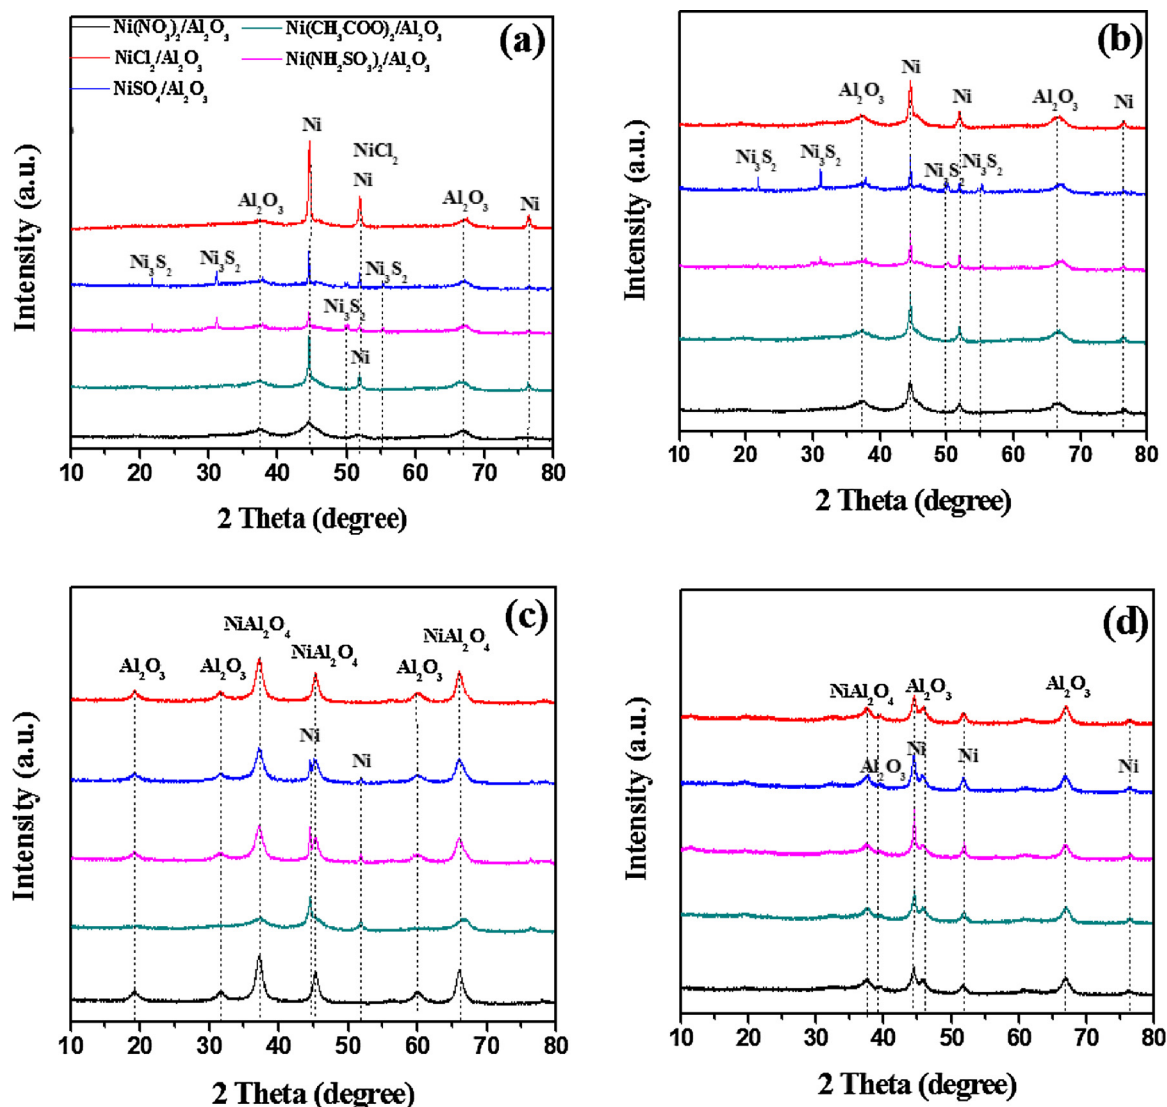 (a)
Ni(NO₃)₂/Al₂O₃
Ni(CH₃COO)₂/Al₂O₃
NiCl₂/Al₂O₃
Ni(NH₂SO₃)₂/Al₂O₃
NiSO₄/Al₂O₃
Ni
NiCl₂
Al₂O₃
Ni
Al₂O₃
Ni
Ni₃S₂
Ni₃S₂
Ni₃S₂
Ni₃S₂
Ni
Intensity (a.u.)
10 20 30 40 50 60 70 80
2 Theta (degree)
(b)
Ni
Al₂O₃
Ni
Al₂O₃
Ni
Ni₃S₂
Ni₃S₂
Ni₃S₂
Ni₃S₂
Intensity (a.u.)
10 20 30 40 50 60 70 80
2 Theta (degree)
(c)
NiAl₂O₄
NiAl₂O₄
NiAl₂O₄
Al₂O₃
Al₂O₃
Al₂O₃
Ni
Ni
Intensity (a.u.)
10 20 30 40 50 60 70 80
2 Theta (degree)
(d)
NiAl₂O₄
Al₂O₃
Al₂O₃
Al₂O₃
Ni
Ni
Ni
Intensity (a.u.)
10 20 30 40 50 60 70 80
2 Theta (degree)